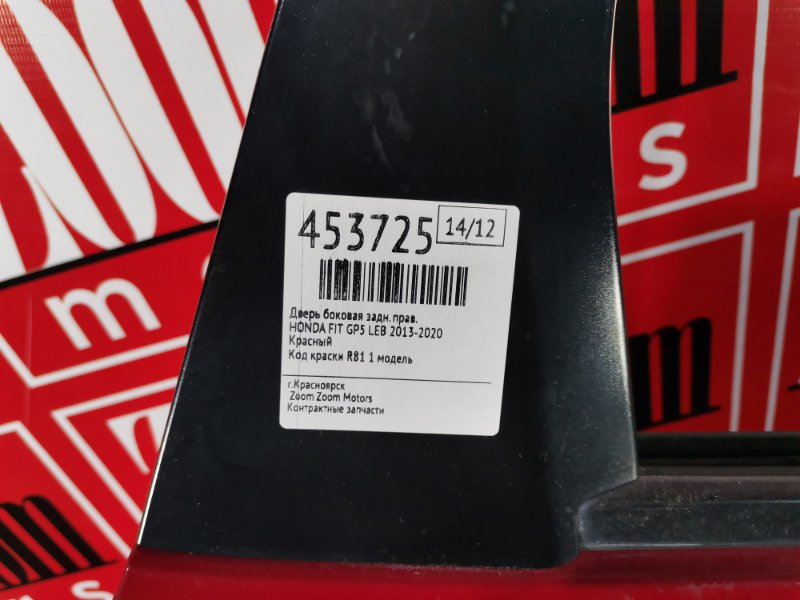 453725
14/12
Дверь боковая задн. прав.
HONDA FIT GP5 LEB 2013-2020
Красный
Код краски R81 1 модель
г.Красноярск
Zoom Zoom Motors
Контрактные запчасти